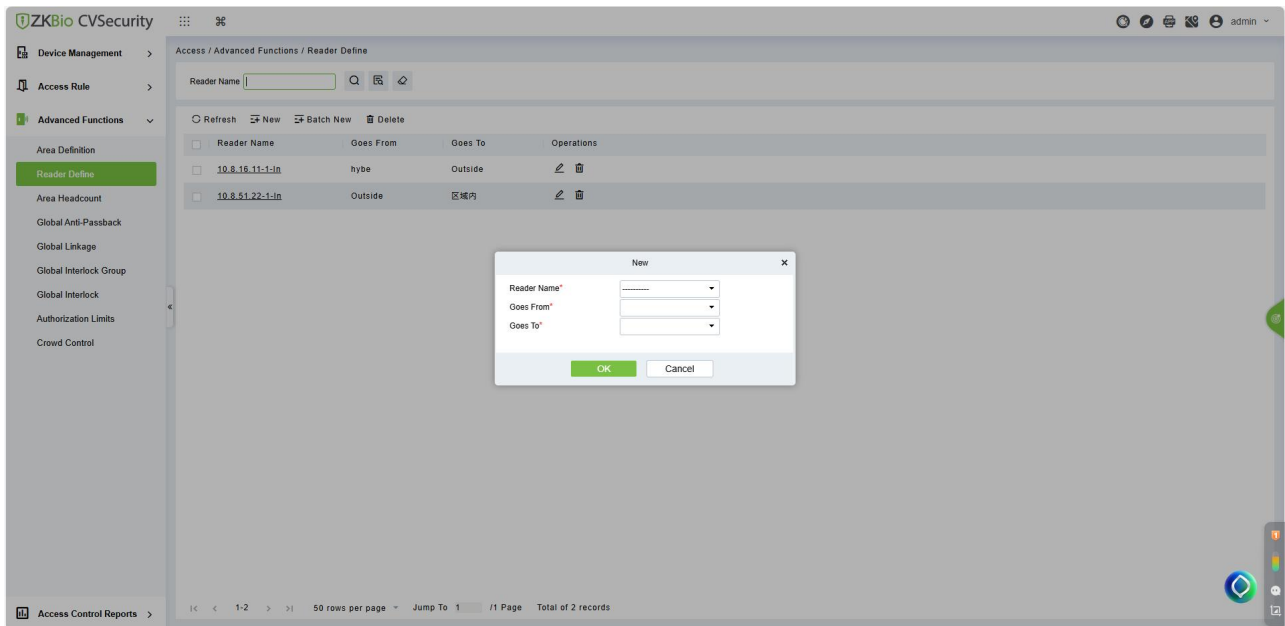 ZKBio CVSecurity
admin
Device Management
Access / Advanced Functions / Reader Define
Access Rule
Reader Name
Advanced Functions
Refresh New Batch New Delete
Area Definition
Reader Name Goes From Goes To Operations
Reader Define
10.8.16.11-1-In hybe Outside
Area Headcount
10.8.51.22-1-In Outside 区域内
Global Anti-Passback
Global Linkage
Global Interlock Group
Global Interlock
Authorization Limits
Crowd Control
New
Reader Name* ----------
Goes From*
Goes To*
OK Cancel
Access Control Reports
1-2 50 rows per page Jump To 1 /1 Page Total of 2 records